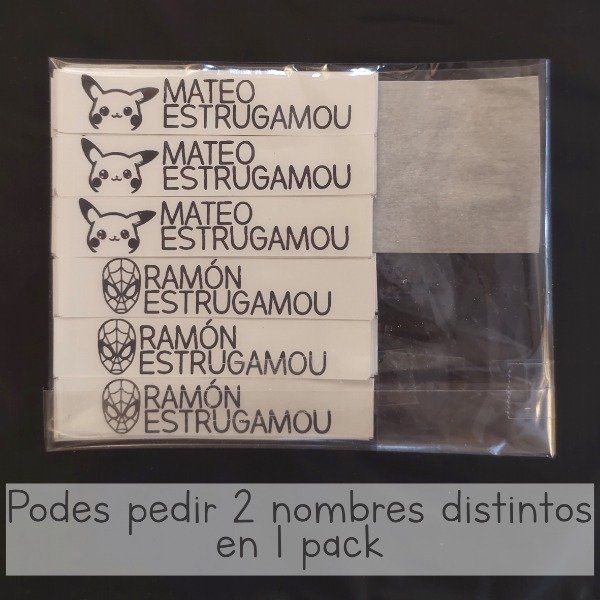 MATEO
ESTRUGAMOU
MATEO
ESTRUGAMOU
MATEO
ESTRUGAMOU
RAMÓN
ESTRUGAMOU
RAMÓN
ESTRUGAMOU
RAMÓN
ESTRUGAMOU
Podes pedir 2 nombres distintos
en 1 pack